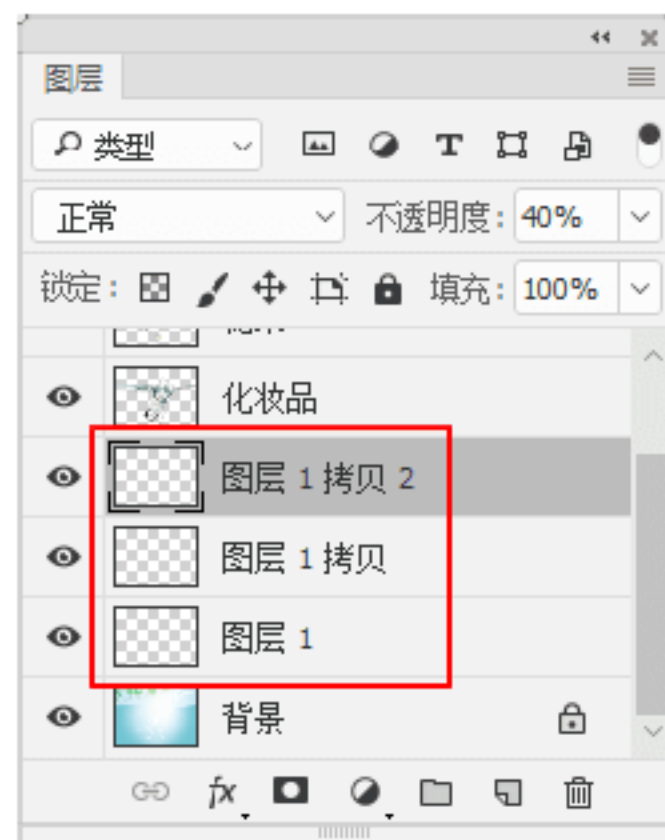 图层
类型
正常 不透明度: 40%
锁定: 填充: 100%
化妆品
图层 1 拷贝 2
图层 1 拷贝
图层 1
背景
fx